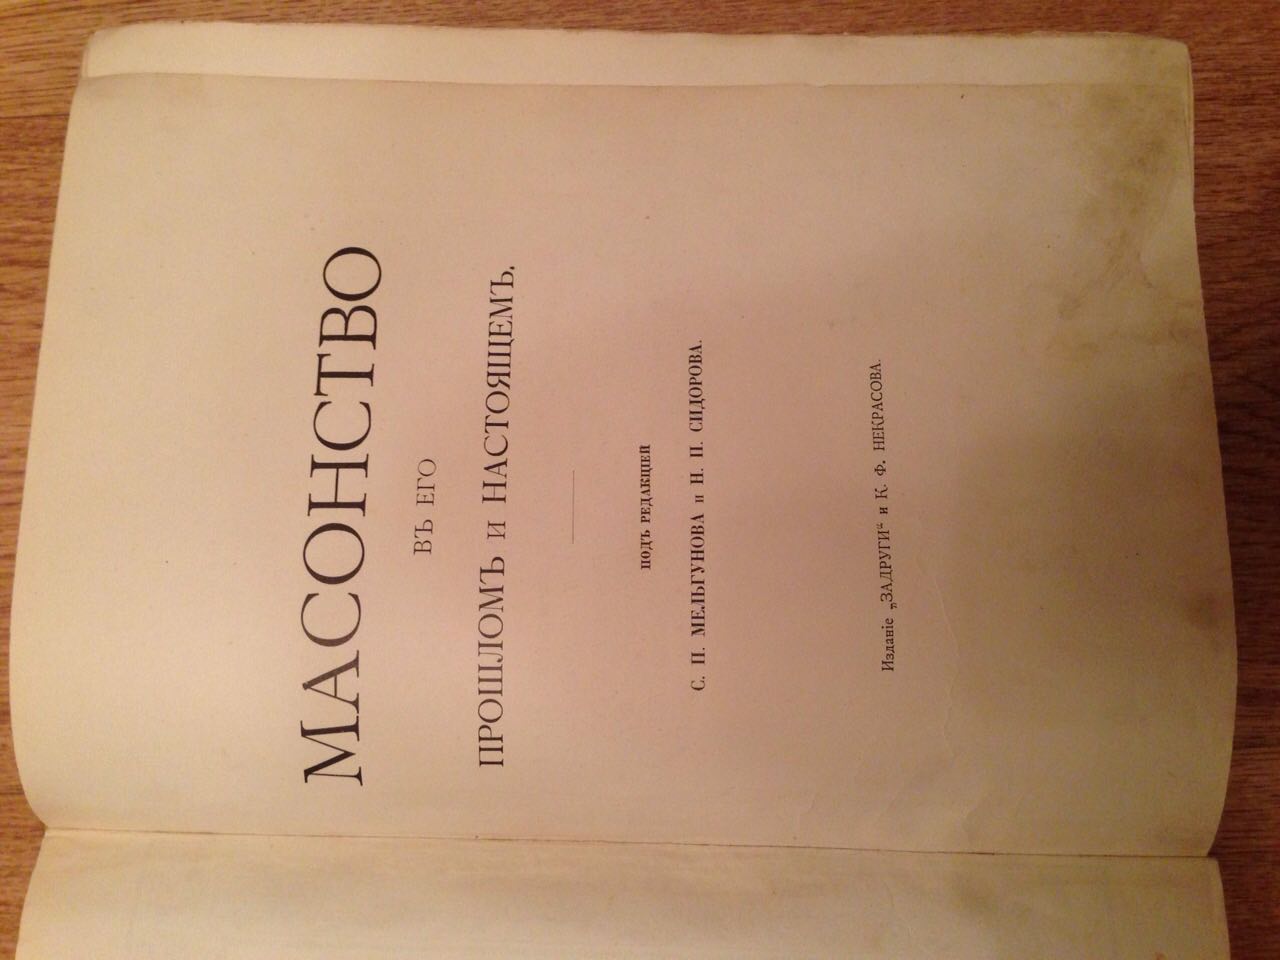 МАСОНСТВО
ВЪ ЕГО
ПРОШЛОМЪ и НАСТОЯЩЕМЪ.
ПОДЪ РЕДАКЦІЕЙ
С. П. МЕЛЬГУНОВА и Н. П. СИДОРОВА.
Изданіе „ЗАДРУГИ“ и К. Ф. НЕКРАСОВА.